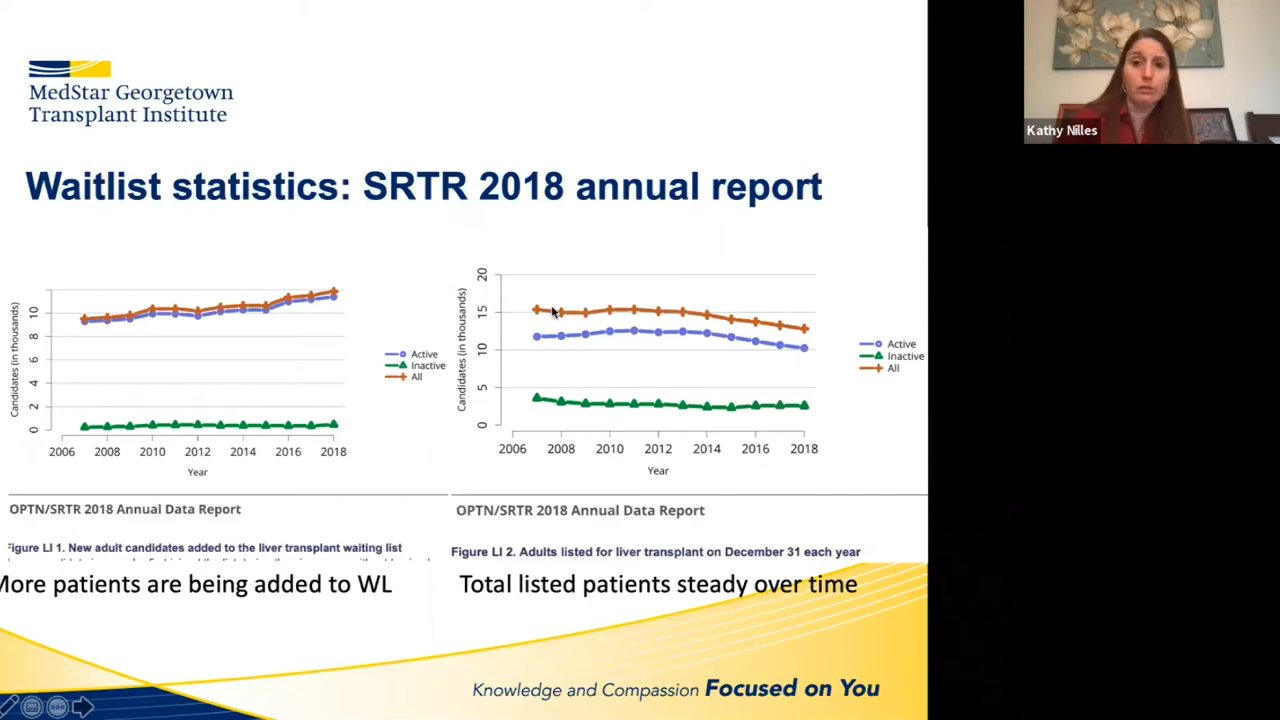 MedStar Georgetown
Transplant Institute
Kathy Nilles
Waitlist statistics: SRTR 2018 annual report
Candidates (in thousands)
10
8
6
4
2
0
2006 2008 2010 2012 2014 2016 2018
Year
Active
Inactive
All
OPTN/SRTR 2018 Annual Data Report
Figure LI 1. New adult candidates added to the liver transplant waiting list
More patients are being added to WL
Candidates (in thousands)
20
15
10
5
0
2006 2008 2010 2012 2014 2016 2018
Year
Active
Inactive
All
OPTN/SRTR 2018 Annual Data Report
Figure LI 2. Adults listed for liver transplant on December 31 each year
Total listed patients steady over time
Knowledge and Compassion Focused on You